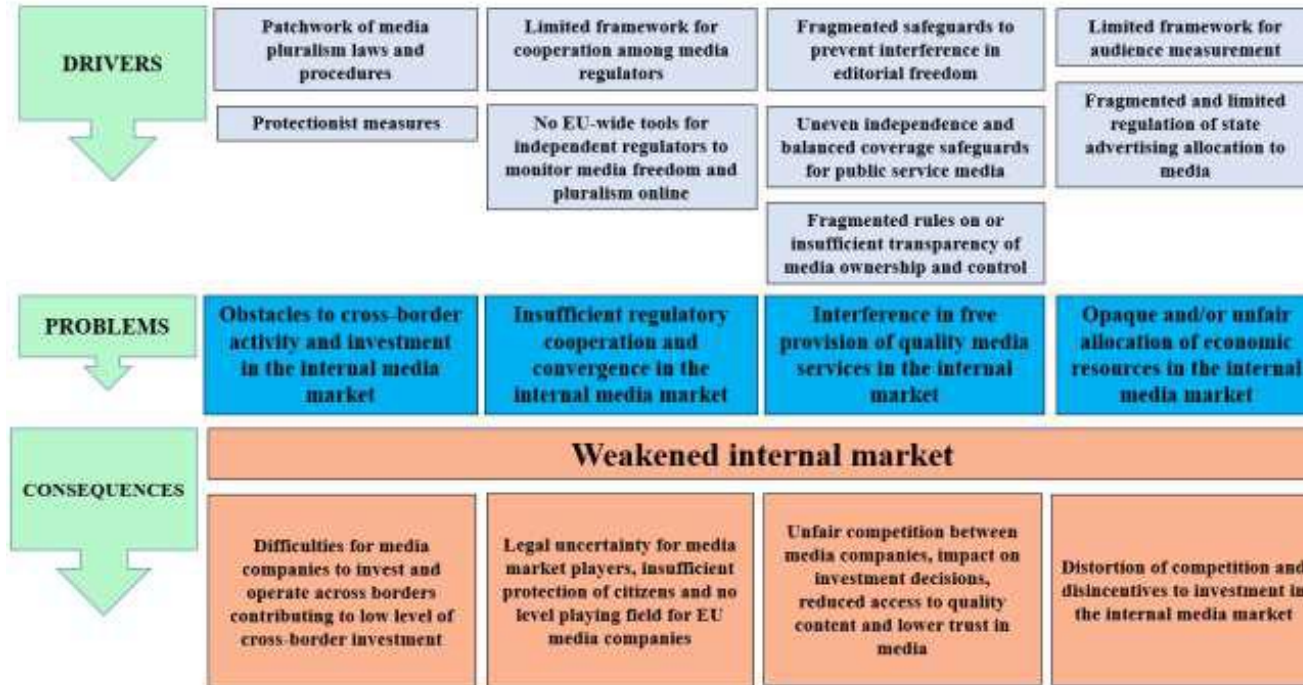 DRIVERS
Patchwork of media
pluralism laws and
procedures
Protectionist measures
Limited framework for
cooperation among media
regulators
No EU-wide tools for
independent regulators to
monitor media freedom and
pluralism online
Fragmented safeguards to
prevent interference in
editorial freedom
Uneven independence and
balanced coverage safeguards
for public service media
Fragmented rules on or
insufficient transparency of
media ownership and control
Limited framework for
audience measurement
Fragmented and limited
regulation of state
advertising allocation to
media
PROBLEMS
Obstacles to cross-border
activity and investment
in the internal media
market
Insufficient regulatory
cooperation and
convergence in the
internal media market
Interference in free
provision of quality media
services in the internal
market
Opaque and/or unfair
allocation of economic
resources in the internal
media market
CONSEQUENCES
Weakened internal market
Difficulties for media
companies to invest and
operate across borders
contributing to low level of
cross-border investment
Legal uncertainty for media
market players, insufficient
protection of citizens and no
level playing field for EU
media companies
Unfair competition between
media companies, impact on
investment decisions,
reduced access to quality
content and lower trust in
media
Distortion of competition and
disincentives to investment in
the internal media market